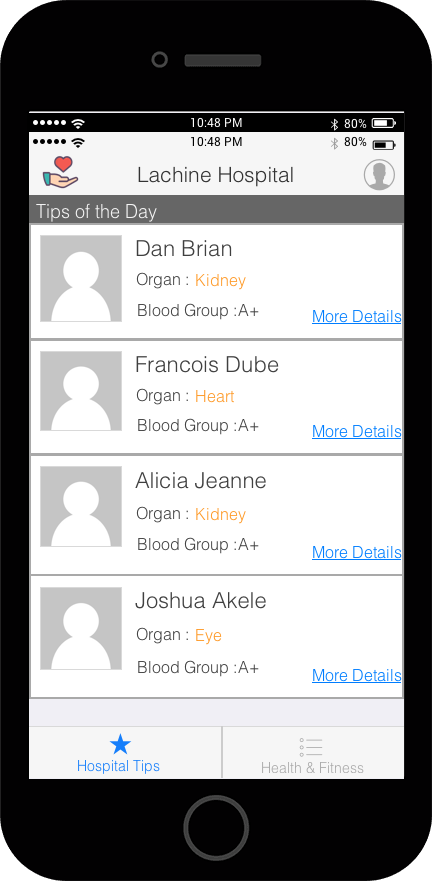 10:48 PM 80%
10:48 PM 80%
Lachine Hospital
Tips of the Day
Dan Brian
Organ : Kidney
Blood Group :A+
More Details
Francois Dube
Organ : Heart
Blood Group :A+
More Details
Alicia Jeanne
Organ : Kidney
Blood Group :A+
More Details
Joshua Akele
Organ : Eye
Blood Group :A+
More Details
Hospital Tips
Health & Fitness